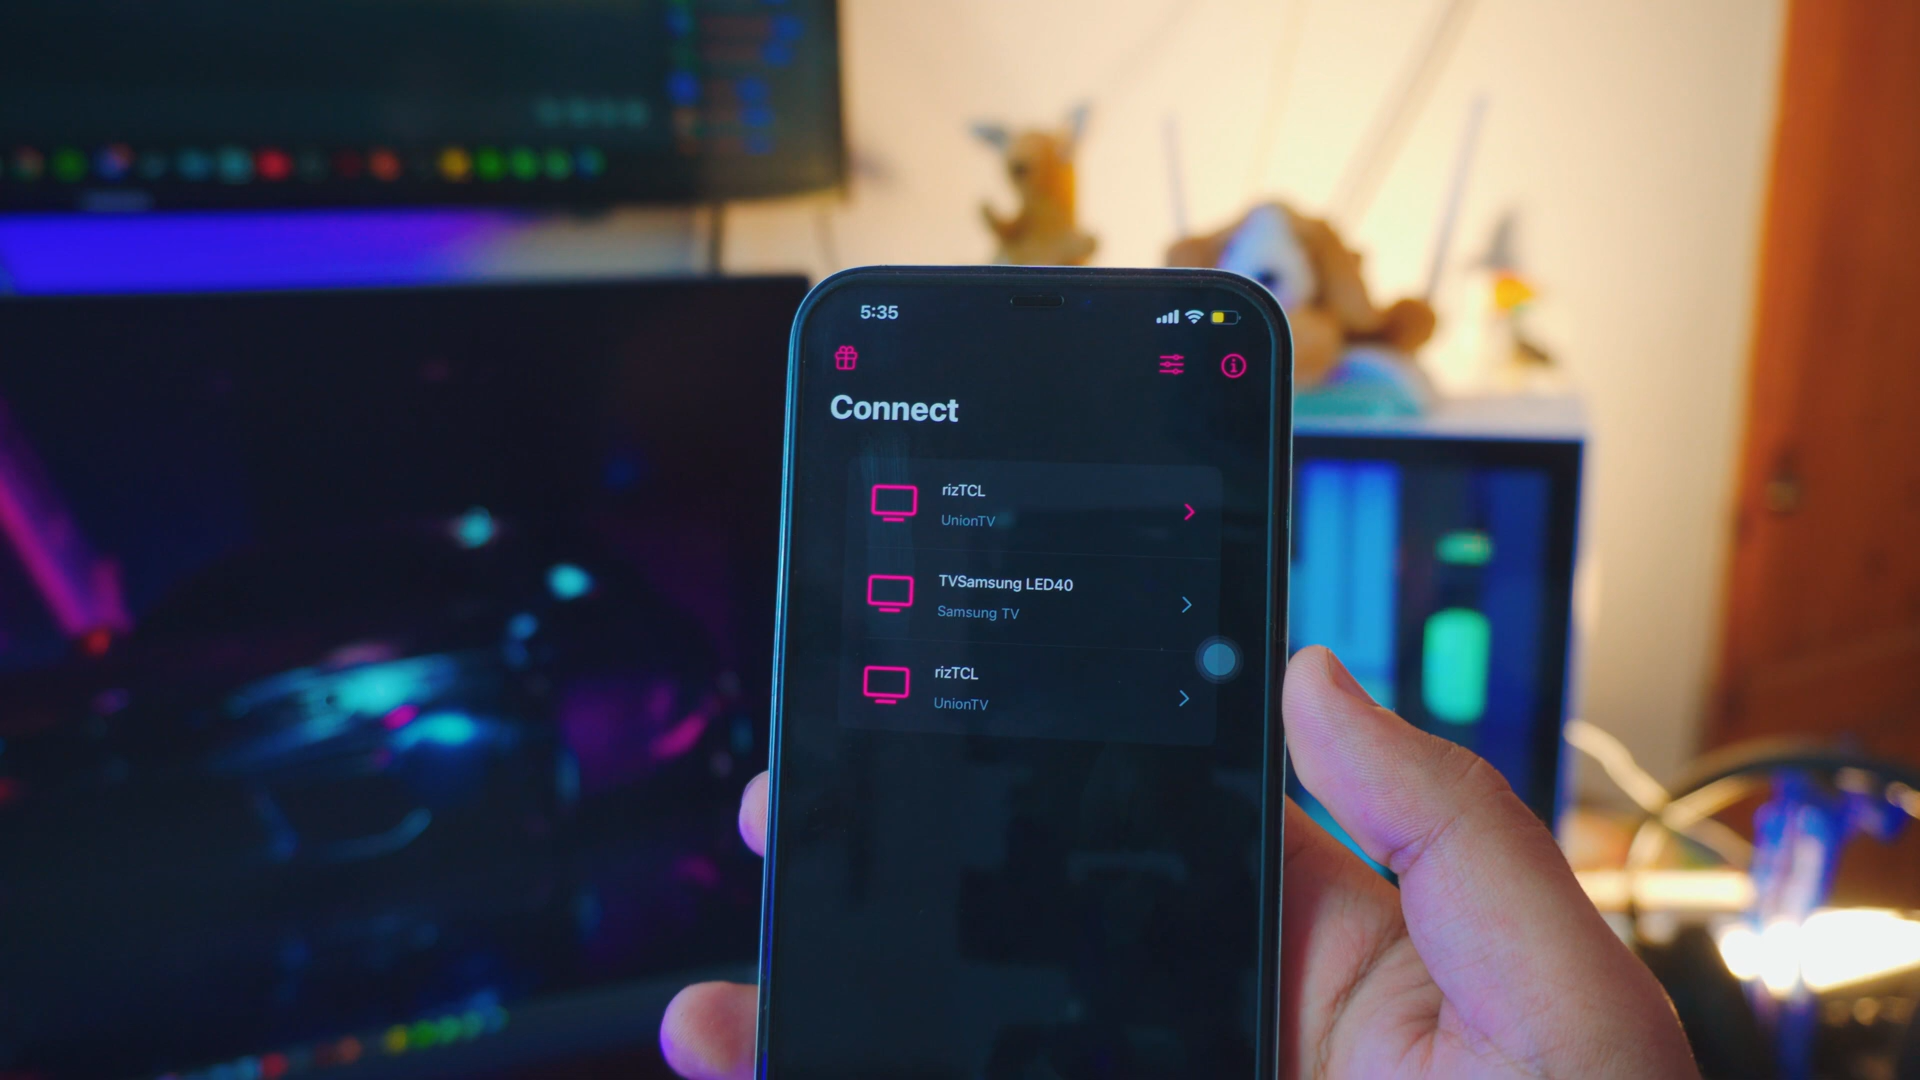 5:35
Connect
rizTCL
UnionTV
TVSamsung LED40
Samsung TV
rizTCL
UnionTV